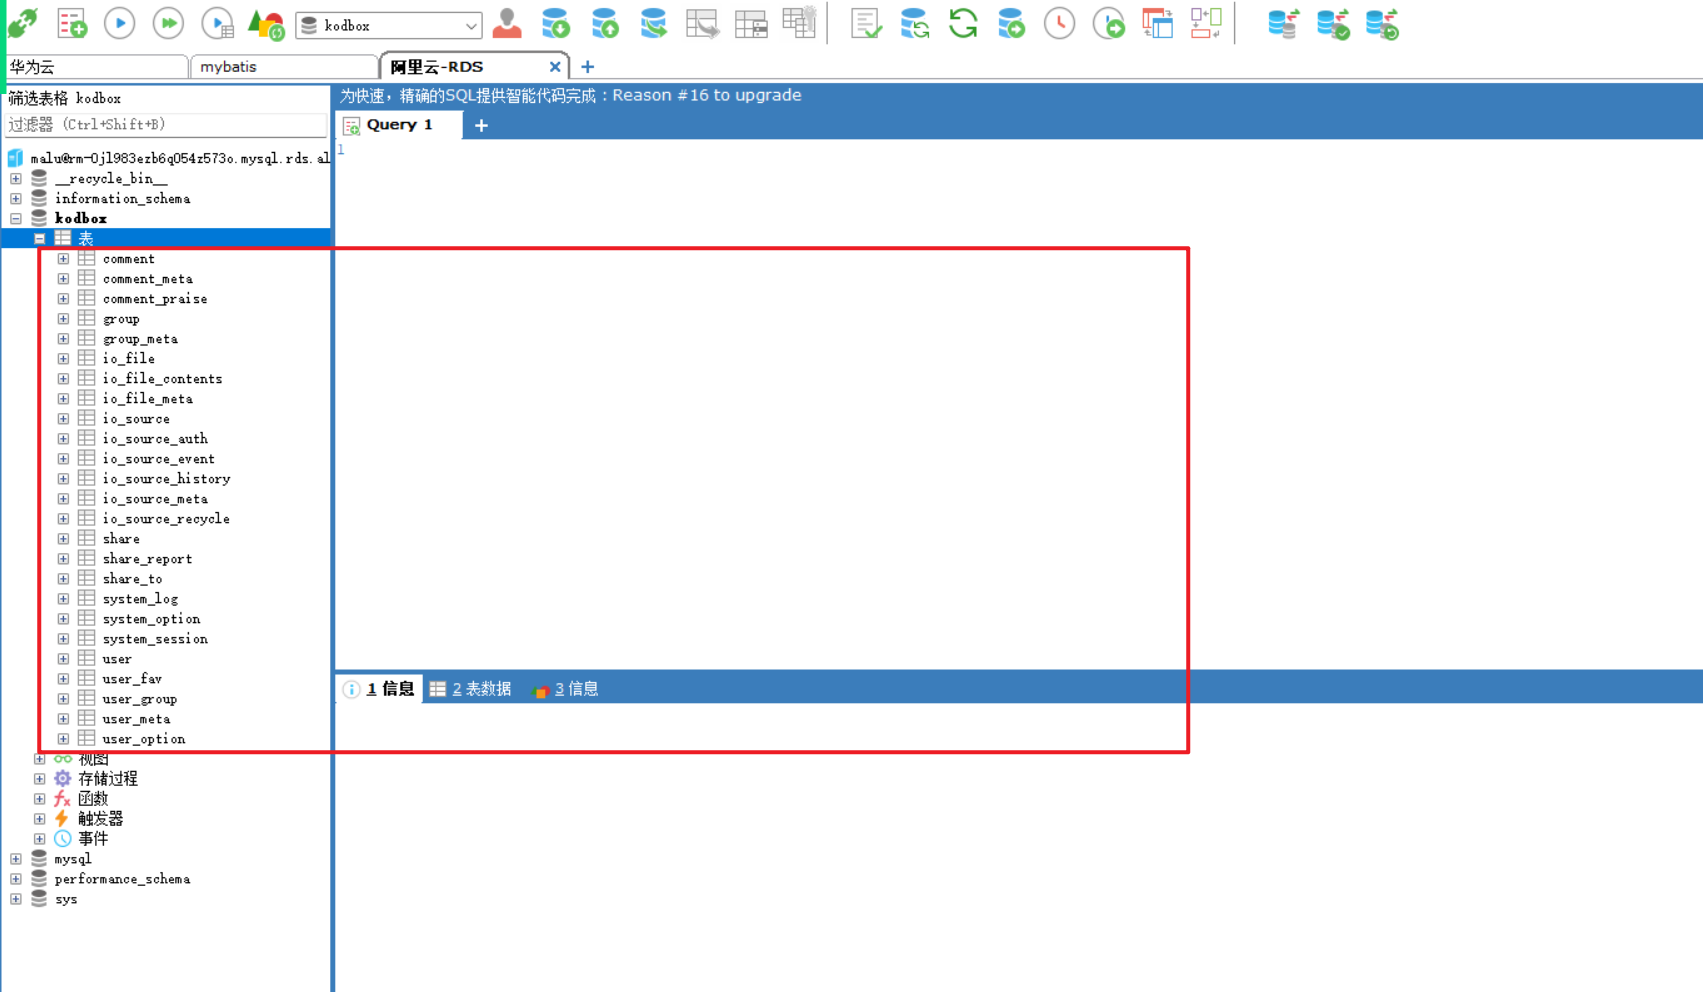 kodbox
华为云
mybatis
阿里云-RDS
筛选表格 kodbox
为快速，精确的SQL提供智能代码完成：Reason #16 to upgrade
过滤器 (Ctrl+Shift+B)
Query 1
1
malu@rm-0jl983ezb6q054z573o.mysql.rds.al
__recycle_bin__
information_schema
kodbox
表
comment
comment_meta
comment_praise
group
group_meta
io_file
io_file_contents
io_file_meta
io_source
io_source_auth
io_source_event
io_source_history
io_source_meta
io_source_recycle
share
share_report
share_to
system_log
system_option
system_session
user
user_fav
user_group
user_meta
user_option
视图
存储过程
函数
触发器
事件
mysql
performance_schema
sys
1 信息
2 表数据
3 信息